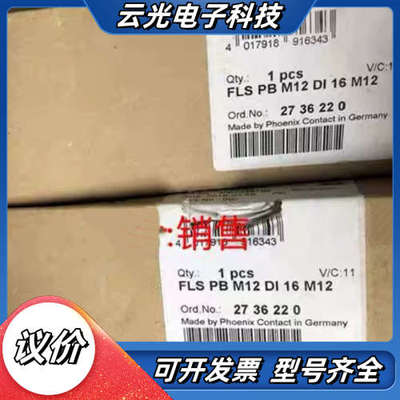 云光电子科技
4 017918 916343
Qty.: 1 pcs V/C:11
FLS PB M12 DI 16 M12
Ord.No.: 27 36 22 0
Made by Phoenix Contact in Germany
:销售
Qty.: 1 pcs V/C:11
FLS PB M12 DI 16 M12
Ord.No.: 27 36 22 0
Made by Phoenix Contact in Germany
议价
可开发票 型号齐全